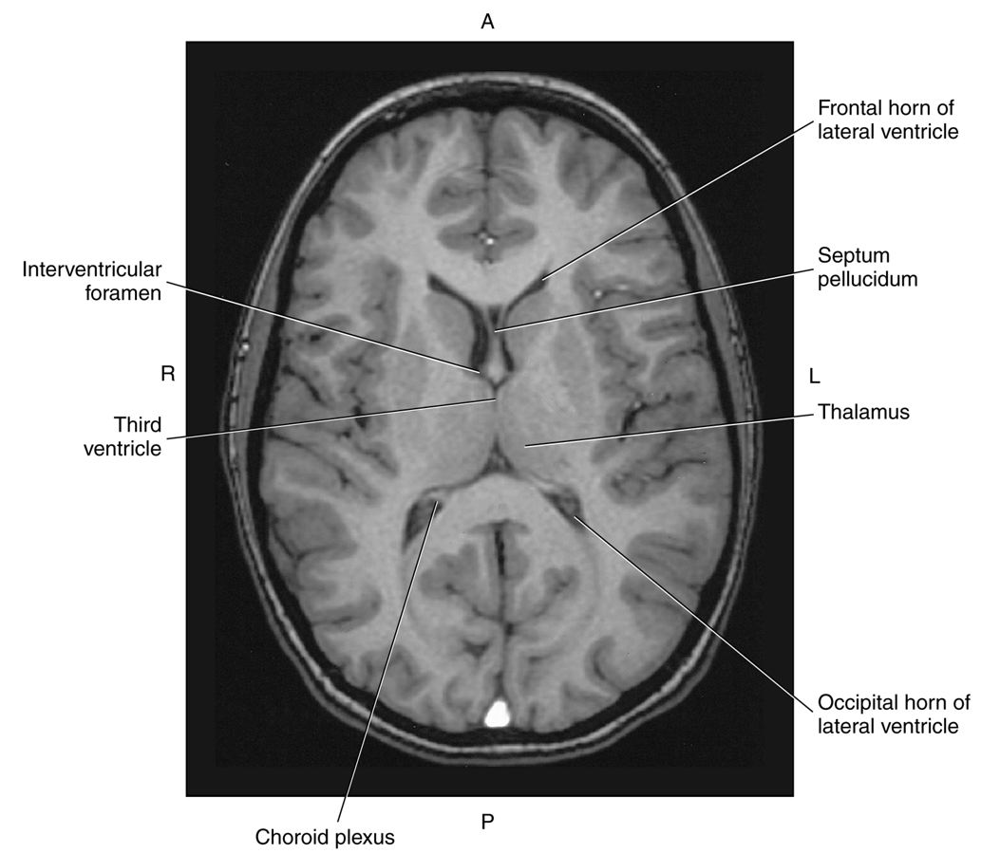 A
Frontal horn of
lateral ventricle
Interventricular
foramen
Septum
pellucidum
R
L
Third
ventricle
Thalamus
Occipital horn of
lateral ventricle
P
Choroid plexus